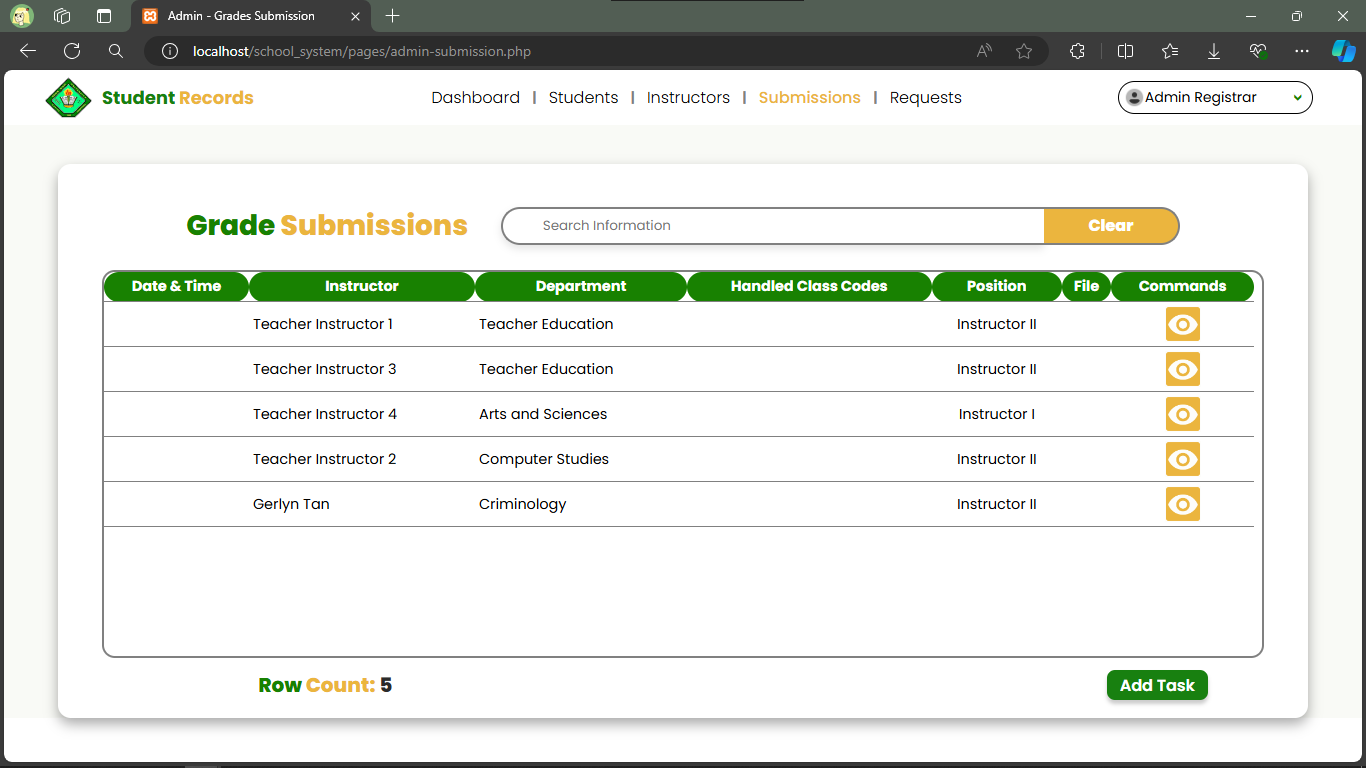 Admin - Grades Submission
localhost/school_system/pages/admin-submission.php
Student Records
Dashboard | Students | Instructors | Submissions | Requests
Admin Registrar
Grade Submissions
Search Information
Clear
Date & Time Instructor Department Handled Class Codes Position File Commands
Teacher Instructor 1 Teacher Education Instructor II
Teacher Instructor 3 Teacher Education Instructor II
Teacher Instructor 4 Arts and Sciences Instructor I
Teacher Instructor 2 Computer Studies Instructor II
Gerlyn Tan Criminology Instructor II
Row Count: 5
Add Task